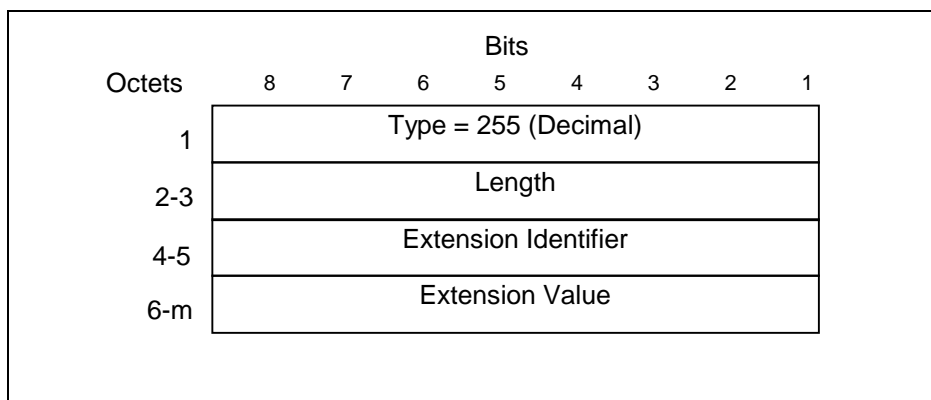 Bits
Octets 8 7 6 5 4 3 2 1
1 Type = 255 (Decimal)
2-3 Length
4-5 Extension Identifier
6-m Extension Value